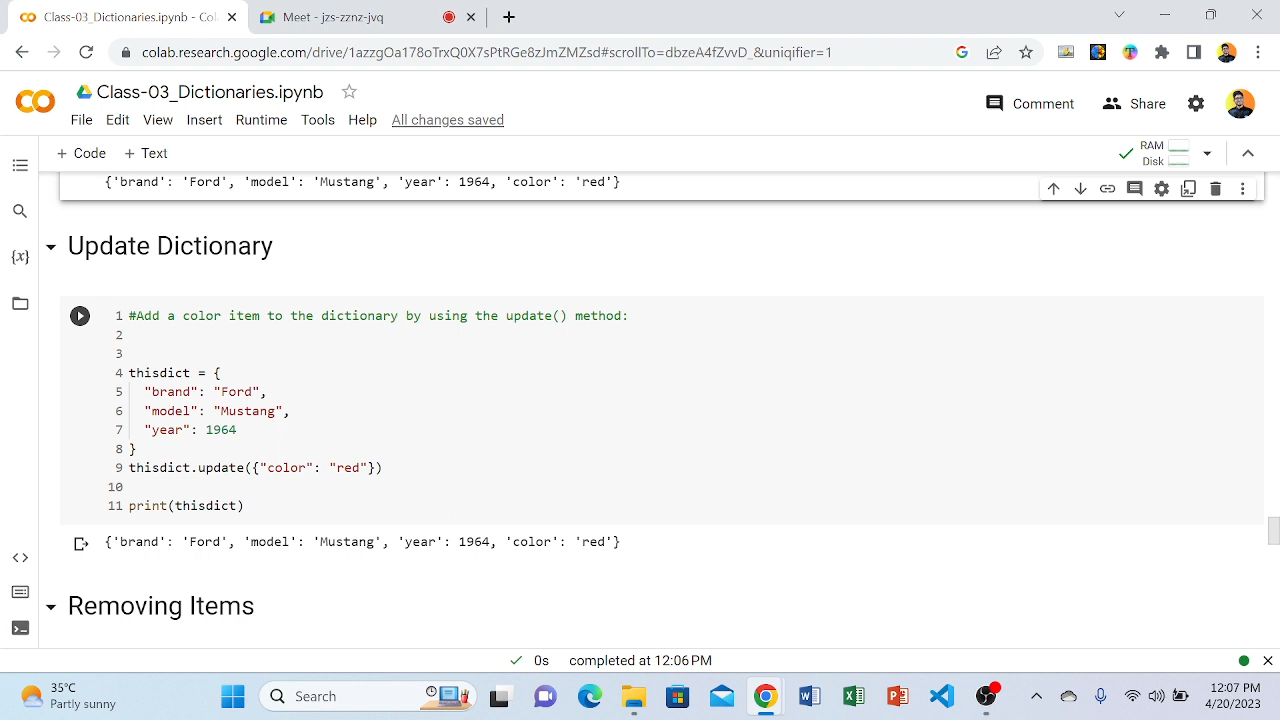 Class-03_Dictionaries.ipynb - Col
Meet - jzs-zznz-jvq
colab.research.google.com/drive/1azzgOa178oTrxQ0X7sPtRGe8zJmZMZsd#scrollTo=dbzeA4fZvvD_&uniqifier=1
Class-03_Dictionaries.ipynb
Comment
Share
File Edit View Insert Runtime Tools Help All changes saved
+ Code + Text
RAM
Disk
{'brand': 'Ford', 'model': 'Mustang', 'year': 1964, 'color': 'red'}
Update Dictionary
{x}
1 #Add a color item to the dictionary by using the update() method:
2
3
4 thisdict = {
5 "brand": "Ford",
6 "model": "Mustang",
7 "year": 1964
8 }
9 thisdict.update({"color": "red"})
10
11 print(thisdict)
{'brand': 'Ford', 'model': 'Mustang', 'year': 1964, 'color': 'red'}
Removing Items
0s completed at 12:06 PM
35°C
Partly sunny
Search
12:07 PM
4/20/2023